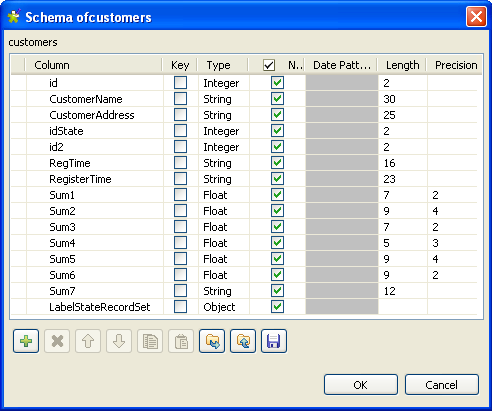 Schema ofcustomers
customers
Column Key Type N.. Date Patt... Length Precision
id Integer 2
CustomerName String 30
CustomerAddress String 25
idState Integer 2
id2 Integer 2
RegTime String 16
RegisterTime String 23
Sum1 Float 7 2
Sum2 Float 9 4
Sum3 Float 7 2
Sum4 Float 5 3
Sum5 Float 9 4
Sum6 Float 9 2
Sum7 String 12
LabelStateRecordSet Object
OK Cancel